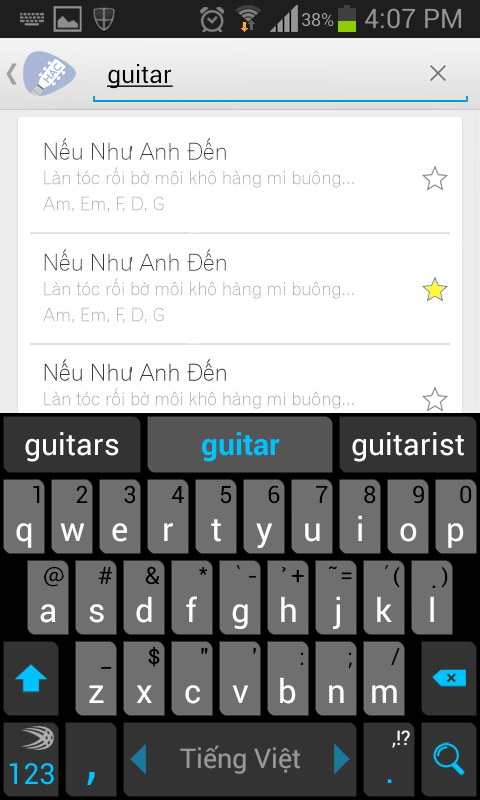 38% 4:07 PM
HAC
guitar
Nếu Như Anh Đến
Làn tóc rối bờ môi khô hàng mi buông...
Am, Em, F, D, G
Nếu Như Anh Đến
Làn tóc rối bờ môi khô hàng mi buông...
Am, Em, F, D, G
Nếu Như Anh Đến
Làn tóc rối bờ môi khô hàng mi buông...
guitars guitar guitarist
1 2 3 4 5 6 7 8 9 0
q w e r t y u i o p
@ # & * ` - ̉ + ~ = ´ ( . )
a s d f g h j k l
_ $ " ' : ; /
z x c v b n m
,!?
123 , Tiếng Việt .